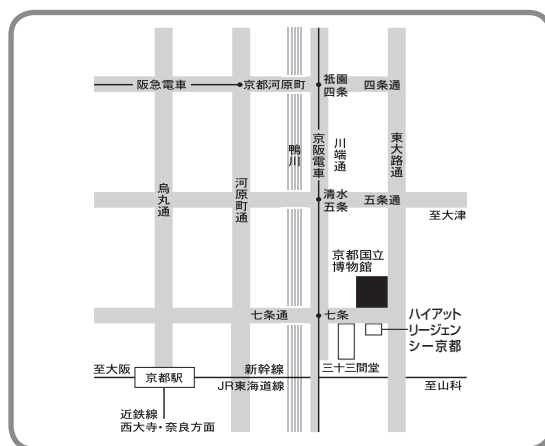 阪急電車
京都河原町
祇園
四条
四条通
鴨川
京阪電車
川端通
東大路通
烏丸通
河原町通
清水
五条
五条通
至大津
京都国立
博物館
七条通
七条
ハイアット
リージェン
シー京都
三十三間堂
至大阪
京都駅
新幹線
JR東海道線
至山科
近鉄線
西大寺・奈良方面